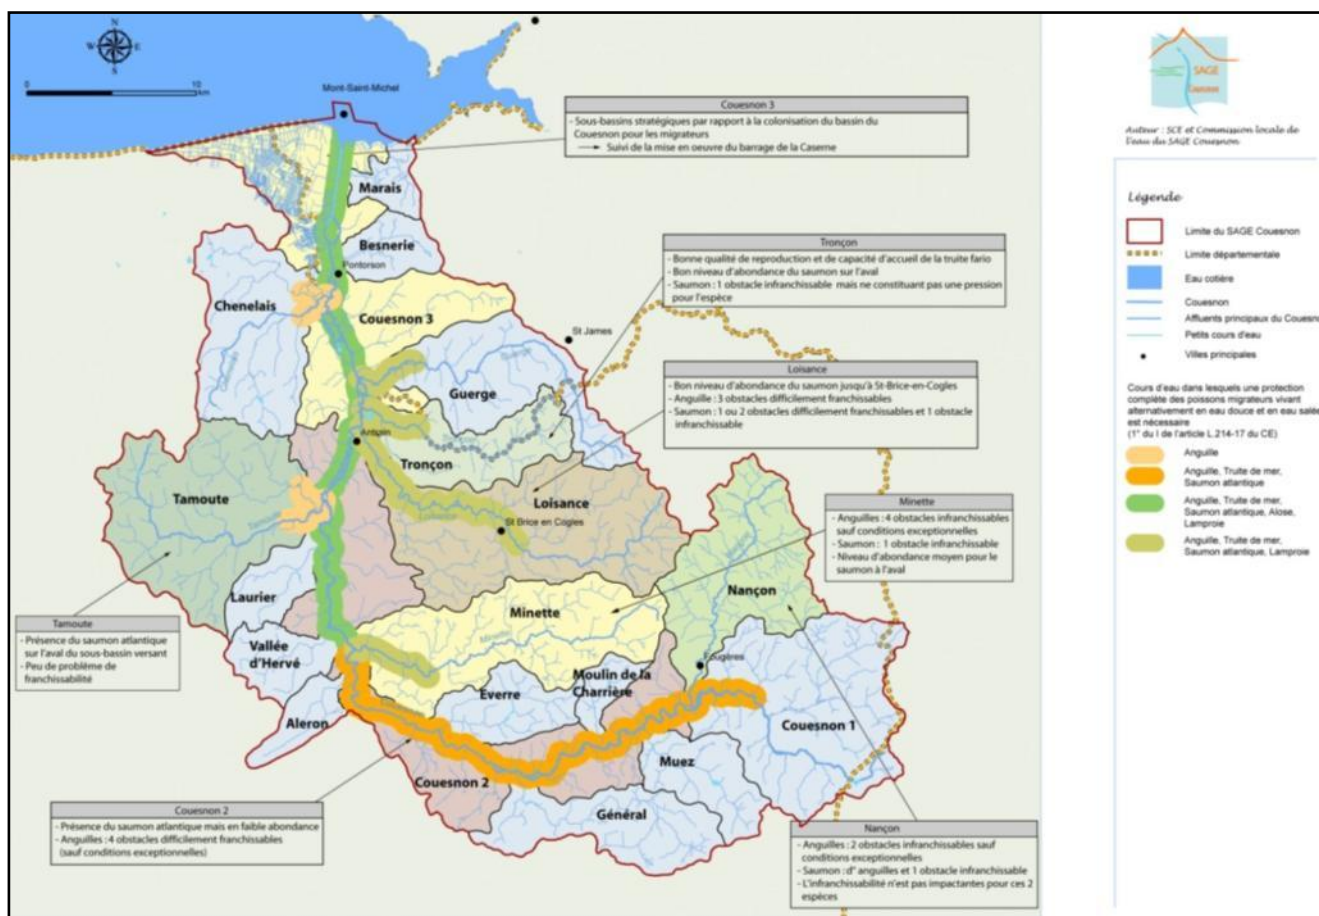 N
W
E
S
0
10
km
Mont-Saint-Michel
Couesnon 3
- Sous-bassins stratégiques par rapport à la colonisation du bassin du
Couesnon pour les migrateurs
Suivi de la mise en oeuvre du barrage de la Caserne
Marais
Besnerie
Pontorson
Chenelais
Couesnon 3
St James
Tronçon
- Bonne qualité de reproduction et de capacité d'accueil de la truite fario
- Bon niveau d'abondance du saumon sur l'aval
- Saumon : 1 obstacle infranchissable mais ne constituant pas une pression
pour l'espèce
Guerge
Guerge
Loisance
- Bon niveau d'abondance du saumon jusqu'à St-Brice-en-Cogles
- Anguille : 3 obstacles difficilement franchissables
- Saumon : 1 ou 2 obstacles difficilement franchissables et 1 obstacle
infranchissable
Antrain
Tronçon
Tamoute
Loisance
Loisance
St Brice en Cogles
Minette
- Anguilles : 4 obstacles infranchissables
sauf conditions exceptionnelles
- Saumon : 1 obstacle infranchissable
- Niveau d'abondance moyen pour le
saumon à l'aval
Nançon
Laurier
Minette
Minette
Tamoute
- Présence du saumon atlantique
sur l'aval du sous-bassin versant
- Peu de problème de
franchissabilité
Vallée
d'Hervé
Fougères
Moulin de la
Charrière
Everre
Aleron
Couesnon 1
Couesnon 2
Muez
Général
Couesnon 2
- Présence du saumon atlantique mais en faible abondance
- Anguilles : 4 obstacles difficilement franchissables
(sauf conditions exceptionnelles)
Nançon
- Anguilles : 2 obstacles infranchissables sauf
conditions exceptionnelles
- Saumon : d° anguilles et 1 obstacle infranchissable
- L'infranchissabilité n'est pas impactantes pour ces 2
espèces
SAGE
Couesnon
Auteur : SCE et Commission locale de
l'eau du SAGE Couesnon
Légende
Limite du SAGE Couesnon
Limite départementale
Eau cotière
Couesnon
Affluents principaux du Couesno
Petits cours d'eau
Villes principales
Cours d'eau dans lesquels une protection
complète des poissons migrateurs vivant
alternativement en eau douce et en eau salée
est nécessaire
(1° du I de l'article L.214-17 du CE)
Anguille
Anguille, Truite de mer,
Saumon atlantique
Anguille, Truite de mer,
Saumon atlantique, Alose,
Lamproie
Anguille, Truite de mer,
Saumon atlantique, Lamproie